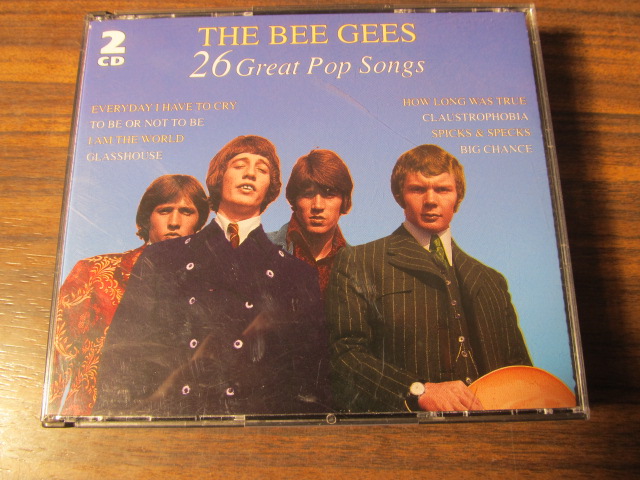 2
CD
THE BEE GEES
26 Great Pop Songs
EVERYDAY I HAVE TO CRY
TO BE OR NOT TO BE
I AM THE WORLD
GLASSHOUSE
HOW LONG WAS TRUE
CLAUSTROPHOBIA
SPICKS & SPECKS
BIG CHANCE